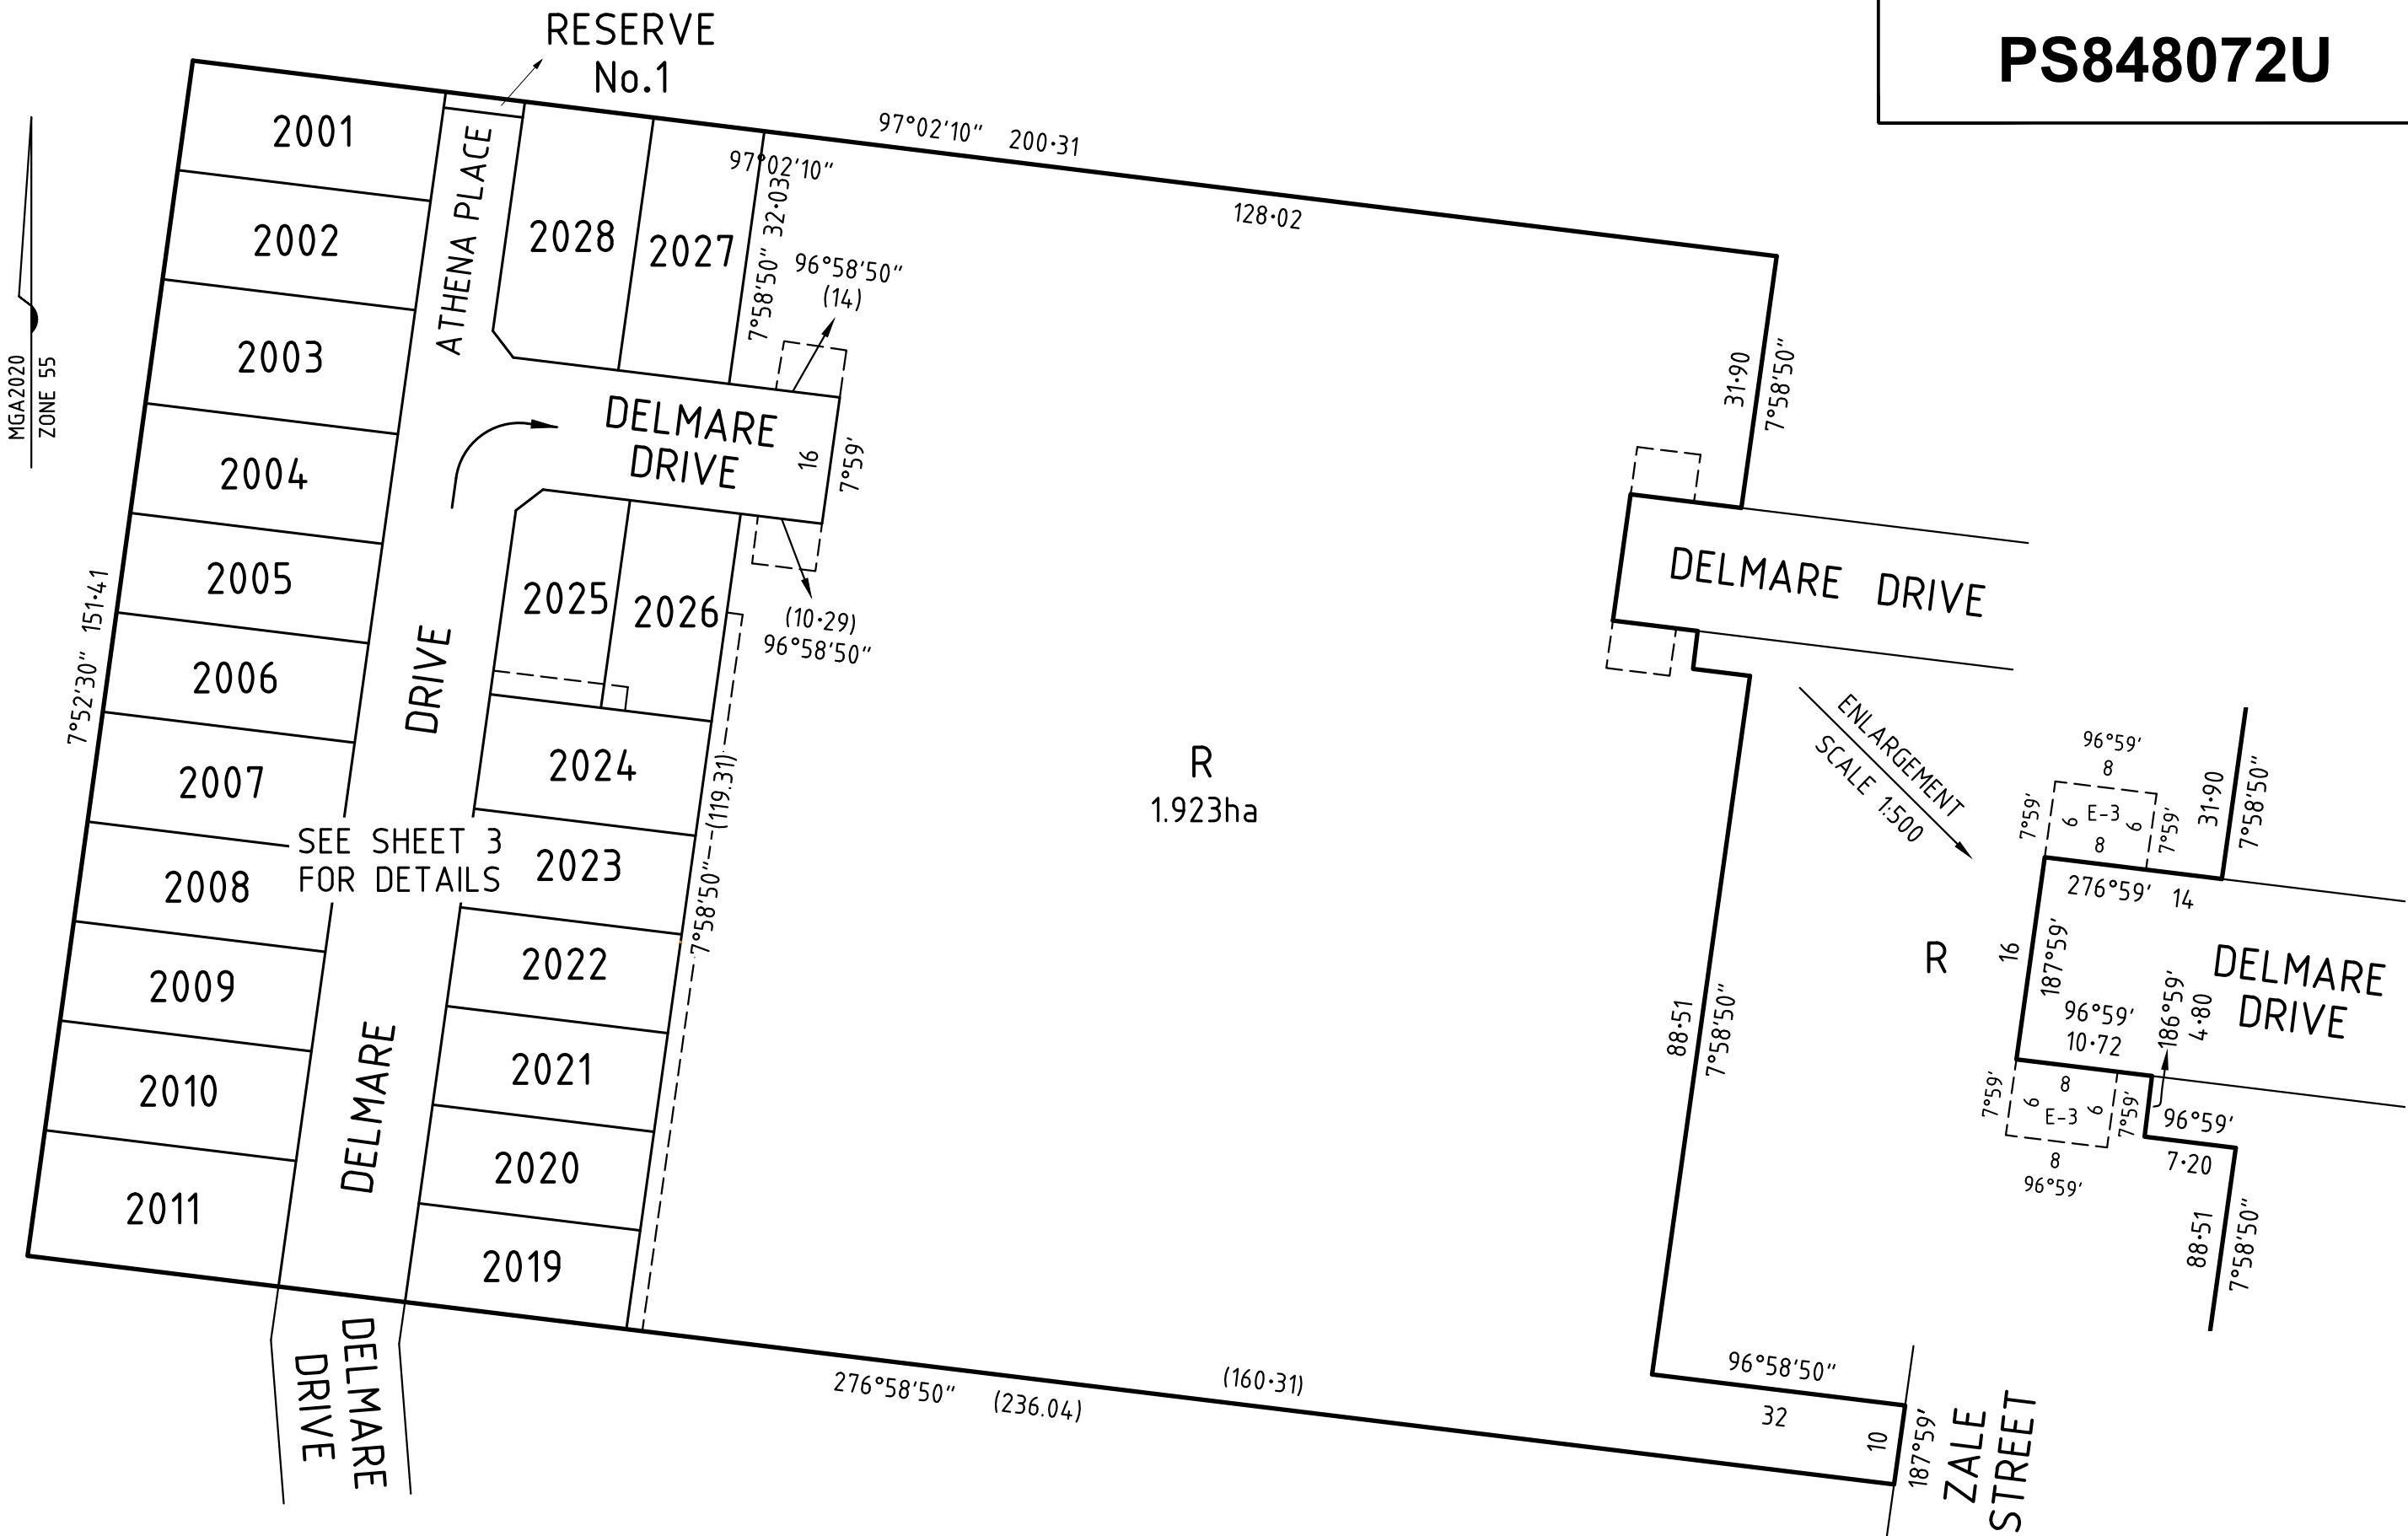 PS848072U
RESERVE
No.1
97°02'10" 200·31
128·02
97°02'10"
7°58'50" 32·03
96°58'50"
(14)
2001
2002
2003
2004
2005
2006
2007
2008
2009
2010
2011
ATHENA PLACE
2028
2027
MGA2020
ZONE 55
DELMARE
DRIVE
16
7°59'
2025
2026
(10·29)
96°58'50"
DRIVE
7°52'30" 151·41
2024
2023
2022
2021
2020
2019
SEE SHEET 3
FOR DETAILS
DELMARE
7°58'50" (119.31)
R
1.923ha
31·90
7°58'50"
DELMARE DRIVE
88·51
7°58'50"
96°58'50"
32
10
187°59'
ZALE
STREET
276°58'50" (236.04)
(160·31)
DELMARE
DRIVE
ENLARGEMENT
SCALE 1:500
96°59'
8
7°59'
6
E-3
6
7°59'
8
31·90
7°58'50"
276°59' 14
R
16
187°59'
DELMARE
DRIVE
96°59'
10·72
186°59'
4·80
7°59'
8
6
E-3
6
7°59'
8
96°59'
96°59'
7·20
88·51
7°58'50"